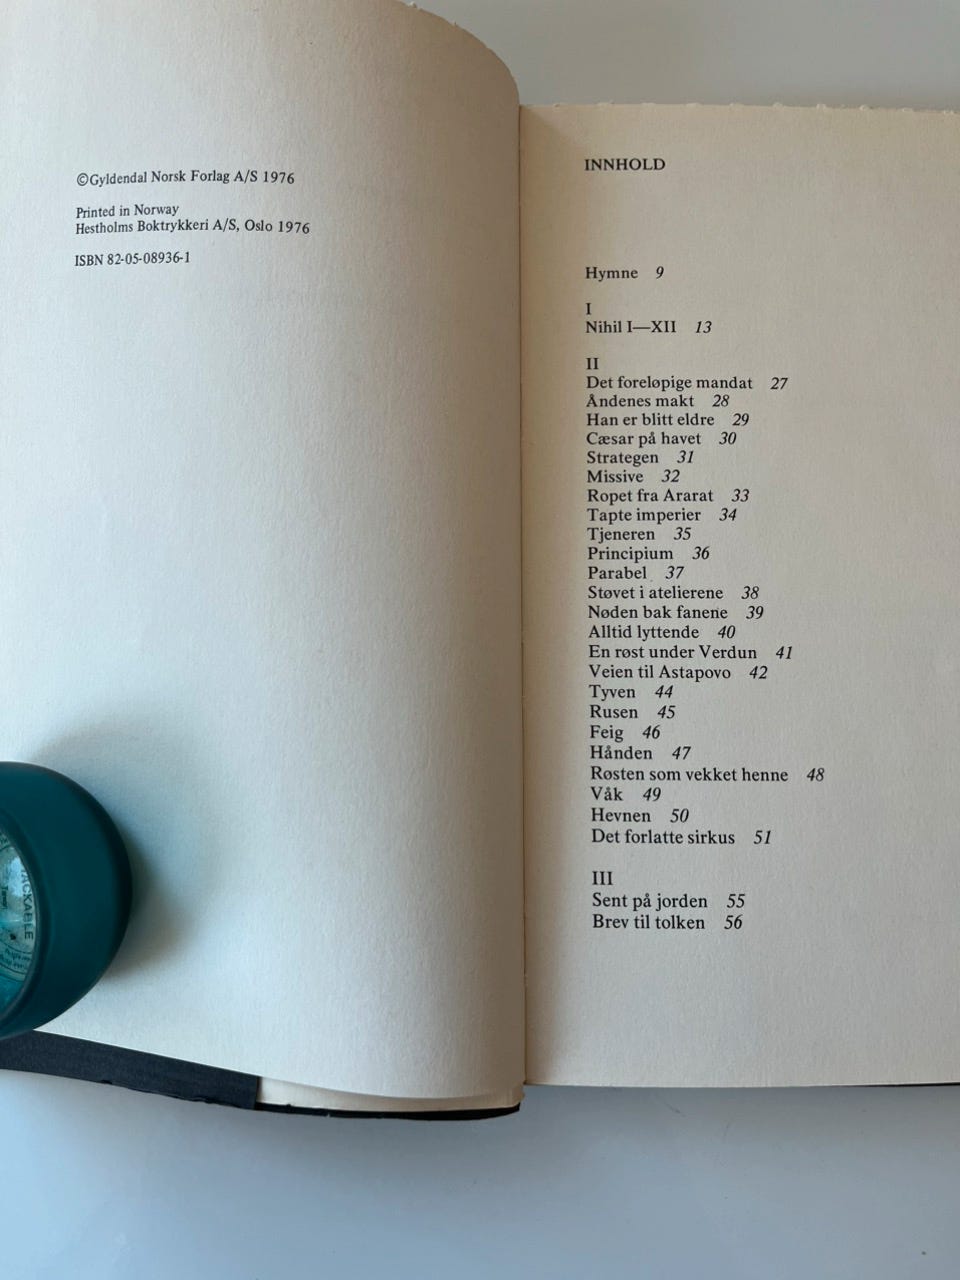 ©Gyldendal Norsk Forlag A/S 1976
Printed in Norway
Hestholms Boktrykkeri A/S, Oslo 1976
ISBN 82-05-08936-1
INNHOLD
Hymne 9
I
Nihil I—XII 13
II
Det foreløpige mandat 27
Åndenes makt 28
Han er blitt eldre 29
Cæsar på havet 30
Strategen 31
Missive 32
Ropet fra Ararat 33
Tapte imperier 34
Tjeneren 35
Principium 36
Parabel 37
Støvet i atelierene 38
Nøden bak fanene 39
Alltid lyttende 40
En røst under Verdun 41
Veien til Astapovo 42
Tyven 44
Rusen 45
Feig 46
Hånden 47
Røsten som vekket henne 48
Våk 49
Hevnen 50
Det forlatte sirkus 51
III
Sent på jorden 55
Brev til tolken 56